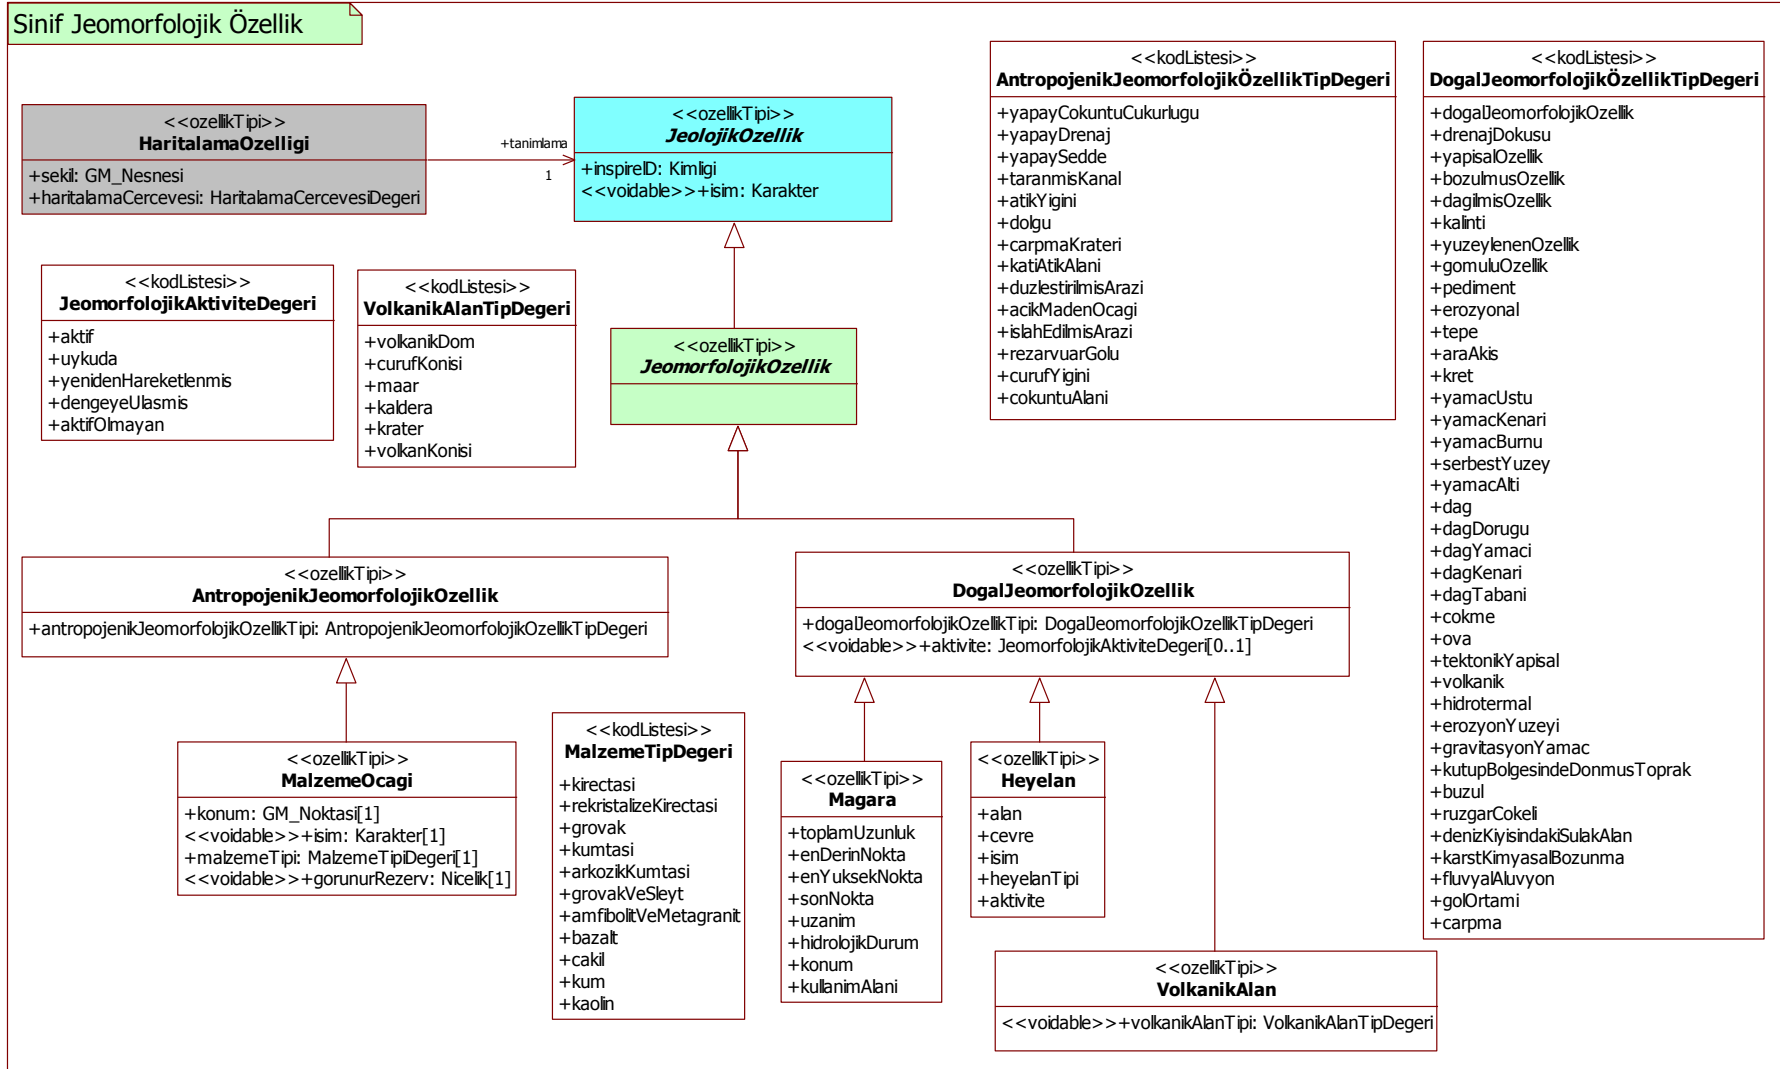 Sinif Jeomorfolojik Özellik
<<ozellikTipi>>
HaritalamaOzelligi
+sekil: GM_Nesnesi
+haritalamaCercevesi: HaritalamaCercevesiDegeri
+tanimlama
1
<<ozellikTipi>>
JeolojikOzellik
+inspireID: Kimligi
<<voidable>>+isim: Karakter
<<kodListesi>>
AntropojenikJeomorfolojikÖzellikTipDegeri
+yapayCokuntuCukurlugu
+yapayDrenaj
+yapaySedde
+taranmisKanal
+atikYigini
+dolgu
+carpmaKrateri
+katiAtikAlani
+duzlestirilmisArazi
+acikMadenOcagi
+islahEdilmisArazi
+rezarvuarGolu
+curufYigini
+cokuntuAlani
<<kodListesi>>
DogalJeomorfolojikÖzellikTipDegeri
+dogalJeomorfolojikOzellik
+drenajDokusu
+yapisalOzellik
+bozulmusOzellik
+dagilmisOzellik
+kalinti
+yuzeylenenOzellik
+gomuluOzellik
+pediment
+erozyonal
+tepe
+araAkis
+kret
+yamacUstu
+yamacKenari
+yamacBurnu
+serbestYuzey
+yamacAlti
+dag
+dagDorugu
+dagYamaci
+dagKenari
+dagTabani
+cokme
+ova
+tektonikYapisal
+volkanik
+hidrotermal
+erozyonYuzeyi
+gravitasyonYamac
+kutupBolgesindeDonmusToprak
+buzul
+ruzgarCokeli
+denizKiyisindakiSulakAlan
+karstKimyasalBozunma
+fluvyalAluvyon
+golOrtami
+carpma
<<kodListesi>>
JeomorfolojikAktiviteDegeri
+aktif
+uykuda
+yenidenHareketlenmis
+dengeyeUlasmis
+aktifOlmayan
<<kodListesi>>
VolkanikAlanTipDegeri
+volkanikDom
+curufKonisi
+maar
+kaldera
+krater
+volkanKonisi
<<ozellikTipi>>
JeomorfolojikOzellik
<<ozellikTipi>>
AntropojenikJeomorfolojikOzellik
+antropojenikJeomorfolojikOzellikTipi: AntropojenikJeomorfolojikOzellikTipDegeri
<<ozellikTipi>>
DogalJeomorfolojikOzellik
+dogalJeomorfolojikOzellikTipi: DogalJeomorfolojikOzellikTipDegeri
<<voidable>>+aktivite: JeomorfolojikAktiviteDegeri[0..1]
<<ozellikTipi>>
MalzemeOcagi
+konum: GM_Noktasi[1]
<<voidable>>+isim: Karakter[1]
+malzemeTipi: MalzemeTipiDegeri[1]
<<voidable>>+gorunurRezerv: Nicelik[1]
<<kodListesi>>
MalzemeTipDegeri
+kirectasi
+rekristalizeKirectasi
+grovak
+kumtasi
+arkozikKumtasi
+grovakVeSleyt
+amfibolitVeMetagranit
+bazalt
+cakil
+kum
+kaolin
<<ozellikTipi>>
Magara
+toplamUzunluk
+enDerinNokta
+enYuksekNokta
+sonNokta
+uzanim
+hidrolojikDurum
+konum
+kullanimAlani
<<ozellikTipi>>
Heyelan
+alan
+cevre
+isim
+heyelanTipi
+aktivite
<<ozellikTipi>>
VolkanikAlan
<<voidable>>+volkanikAlanTipi: VolkanikAlanTipDegeri